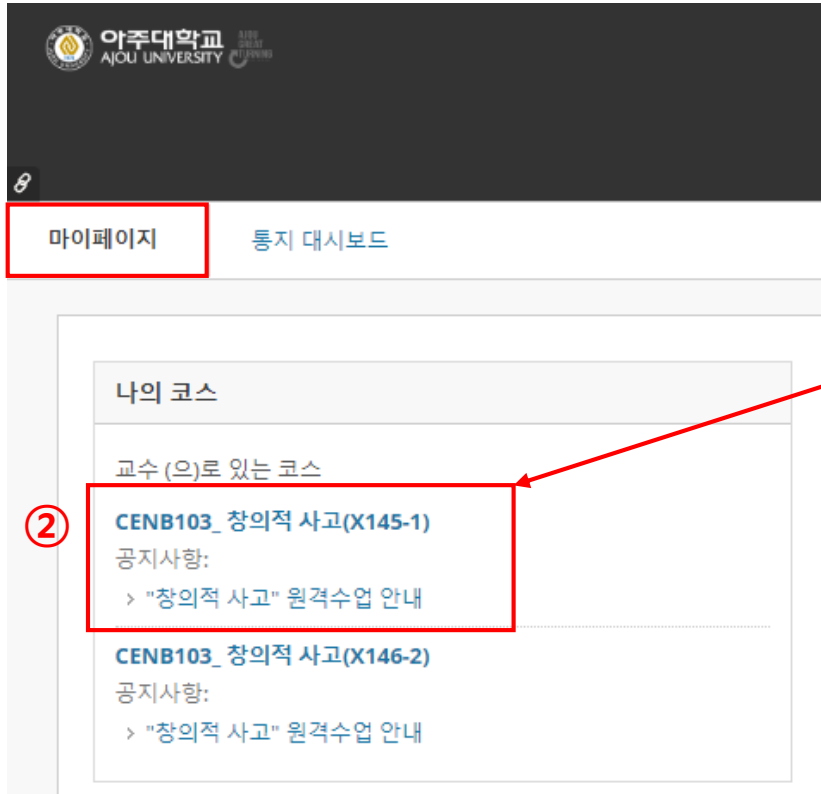 아주대학교
AJOU UNIVERSITY
AJOU
GREAT
TURNING
마이페이지 통지 대시보드
나의 코스
교수 (으)로 있는 코스
②
CENB103_ 창의적 사고(X145-1)
공지사항:
> "창의적 사고" 원격수업 안내
CENB103_ 창의적 사고(X146-2)
공지사항:
> "창의적 사고" 원격수업 안내